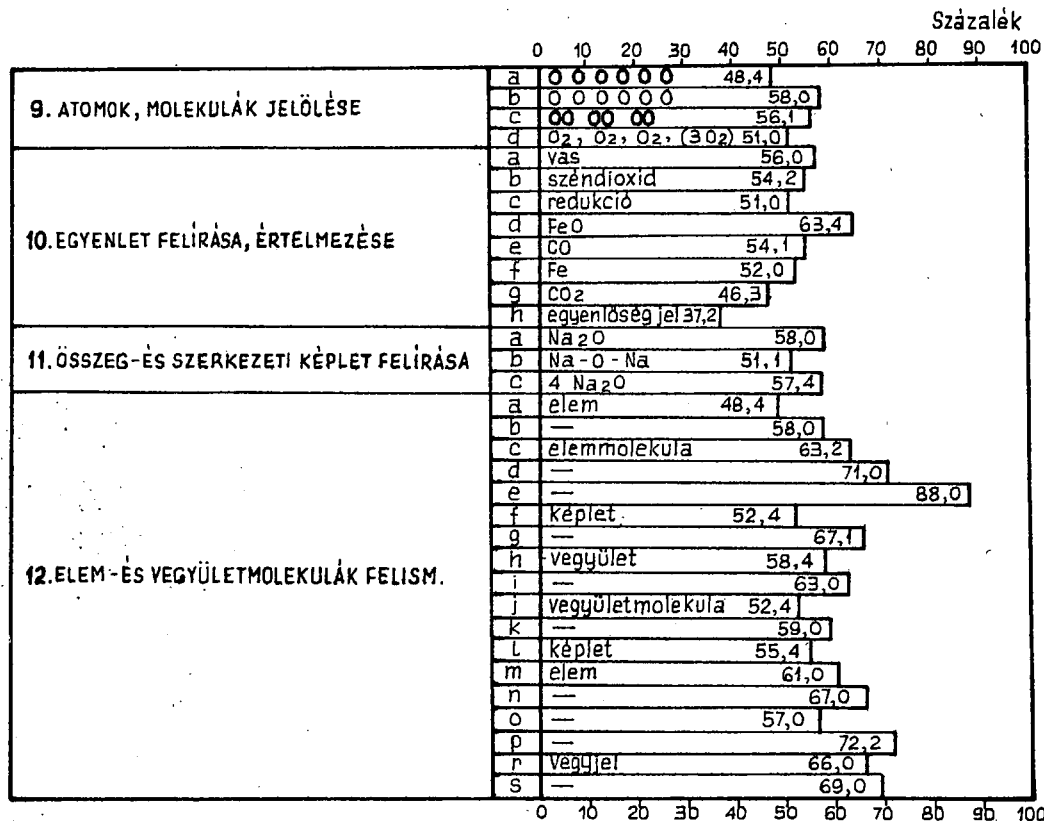 Százalék
0 10 20 30 40 50 60 70 80 90 100
9. ATOMOK, MOLEKULÁK JELÖLÉSE
a O O O O O O 48,4
b O O O O O O 58,0
c OO OO OO 56,1
d O₂, O₂, O₂, (3O₂) 51,0
10. EGYENLET FELÍRÁSA, ÉRTELMEZÉSE
a vas 56,0
b széndioxid 54,2
c redukció 51,0
d FeO 63,4
e CO 54,1
f Fe 52,0
g CO₂ 46,3
h egyenlőség jel 37,2
11. ÖSSZEG-ÉS SZERKEZETI KÉPLET FELÍRÁSA
a Na₂O 58,0
b Na-O-Na 51,1
c 4 Na₂O 57,4
12. ELEM-ÉS VEGYÜLETMOLEKULÁK FELISM.
a elem 48,4
b — 58,0
c elemmolekula 63,2
d — 71,0
e — 88,0
f képlet 52,4
g — 67,1
h vegyület 58,4
i — 63,0
j vegyületmolekula 52,4
k — 59,0
l képlet 55,4
m elem 61,0
n — 67,0
o — 57,0
p — 72,2
r vegyjel 66,0
s — 69,0
0 10 20 30 40 50 60 70 80 90 100